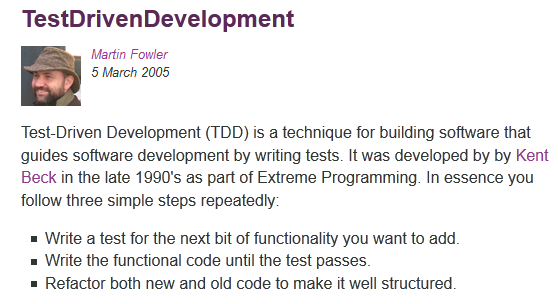 TestDrivenDevelopment
Martin Fowler
5 March 2005
Test-Driven Development (TDD) is a technique for building software that
guides software development by writing tests. It was developed by by Kent
Beck in the late 1990's as part of Extreme Programming. In essence you
follow three simple steps repeatedly:
Write a test for the next bit of functionality you want to add.
Write the functional code until the test passes.
Refactor both new and old code to make it well structured.